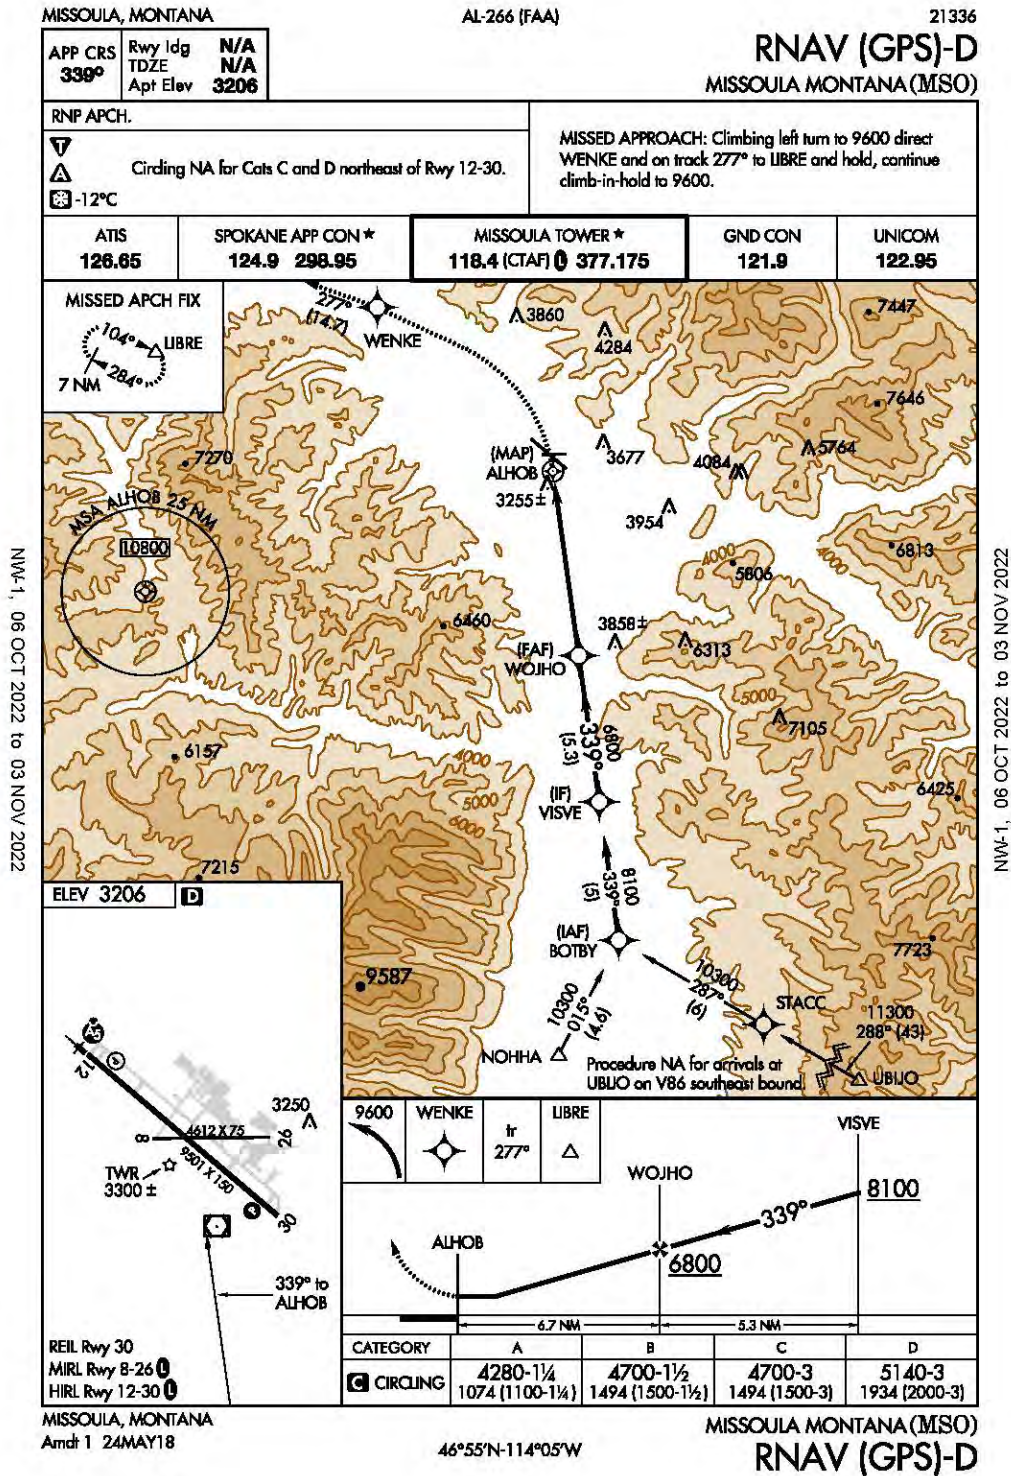 MISSOULA, MONTANA
AL-266 (FAA)
21336
RNAV (GPS)-D
MISSOULA MONTANA (MSO)
APP CRS
339°
Rwy ldg N/A
TDZE N/A
Apt Elev 3206
RNP APCH.
T
A
-12°C
Circling NA for Cats C and D northeast of Rwy 12-30.
MISSED APPROACH: Climbing left turn to 9600 direct
WENKE and on track 277° to LIBRE and hold, continue
climb-in-hold to 9600.
ATIS
126.65
SPOKANE APP CON ★
124.9 298.95
MISSOULA TOWER ★
118.4 (CTAF) L 377.175
GND CON
121.9
UNICOM
122.95
MISSED APCH FIX
104°
LIBRE
284°
7 NM
277°
(14.7)
WENKE
3860
4284
7447
7646
7270
(MAP)
ALHOB
3677
5764
4084
3255±
3954
MSA ALHOB 25 NM
10800
4000
4000
6813
5806
6460
3858±
6313
(FAF)
WOJHO
5000
7105
6800
339°
(5.3)
6157
4000
5000
6000
(IF)
VISVE
6425
7215
8100
339°
(5)
(IAF)
BOTBY
7723
9587
10300
287°
(6)
STACC
10300
015°
(4.6)
11300
288° (43)
NOHHA
Procedure NA for arrivals at
UBIJO on V86 southeast bound.
UBIJO
ELEV 3206
D
A5
P
12
3250
4612 X 75
8
26
9501 X 150
TWR
3300 ±
P
30
339° to
ALHOB
REIL Rwy 30
MIRL Rwy 8-26 L
HIRL Rwy 12-30 L
9600
WENKE
tr
277°
LIBRE
VISVE
WOJHO
8100
339°
ALHOB
6800
6.7 NM
5.3 NM
CATEGORY A B C D
C CIRCLING
4280-1¼
1074 (1100-1¼)
4700-1½
1494 (1500-1½)
4700-3
1494 (1500-3)
5140-3
1934 (2000-3)
MISSOULA, MONTANA
Amdt 1 24MAY18
46°55'N-114°05'W
MISSOULA MONTANA (MSO)
RNAV (GPS)-D
NW-1, 06 OCT 2022 to 03 NOV 2022
NW-1, 06 OCT 2022 to 03 NOV 2022